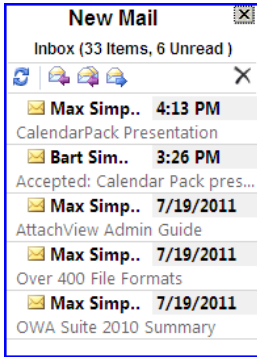 New Mail
Inbox (33 Items, 6 Unread )
Max Simp.. 4:13 PM
CalendarPack Presentation
Bart Sim.. 3:26 PM
Accepted: Calendar Pack pres...
Max Simp.. 7/19/2011
AttachView Admin Guide
Max Simp.. 7/19/2011
Over 400 File Formats
Max Simp.. 7/19/2011
OWA Suite 2010 Summary